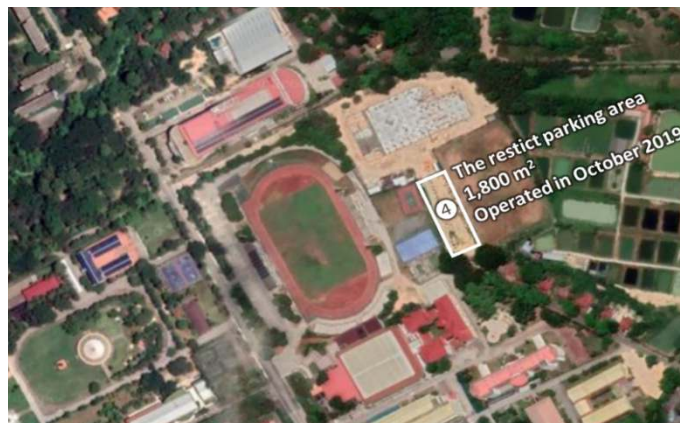 The restict parking area
1,800 m²
Operated in October 2019
4